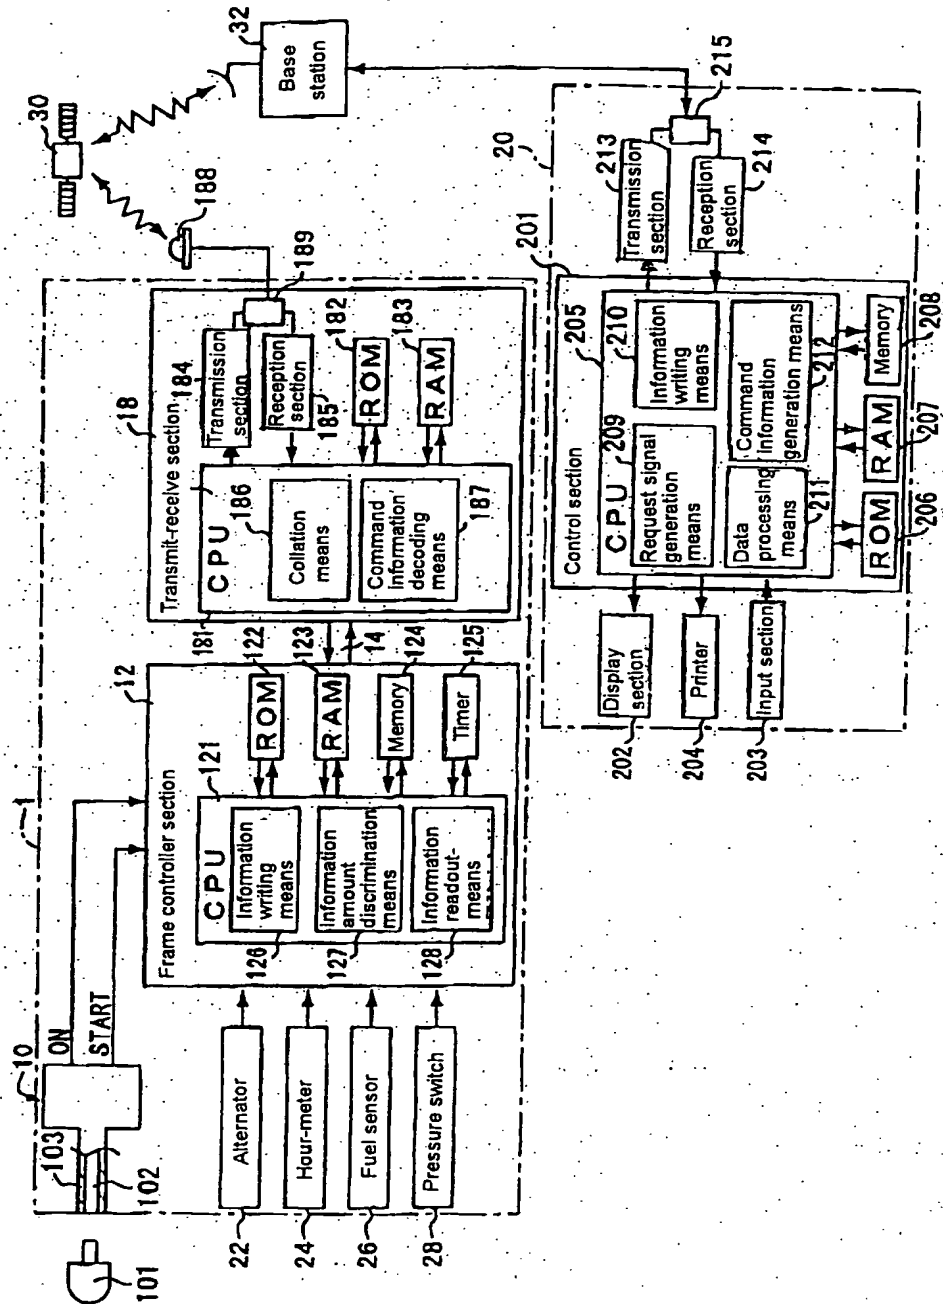 1
10
ON
START
103
102
101
22
Alternator
24
Hour-meter
26
Fuel sensor
28
Pressure switch
12
Frame controller section
121
CPU
Information
writing
means
126
Information
amount
discrimination
means
127
Information
readout-
means
128
122
ROM
123
RAM
124
Memory
125
Timer
14
18
Transmit-receive section
181
CPU
186
Collation
means
Command
Information
decoding
means
187
184
Transmission
section
Reception
section
185
189
182
ROM
183
RAM
188
30
32
Base
station
20
201
Control section
205
CPU
209
Request signal
generation
means
210
Information
writing
means
Data
processing
means
211
Command
Information
generation means
212
213
Transmission
section
Reception
section
214
215
Display
section
202
Printer
204
Input section
203
ROM
206
RAM
207
Memory
208